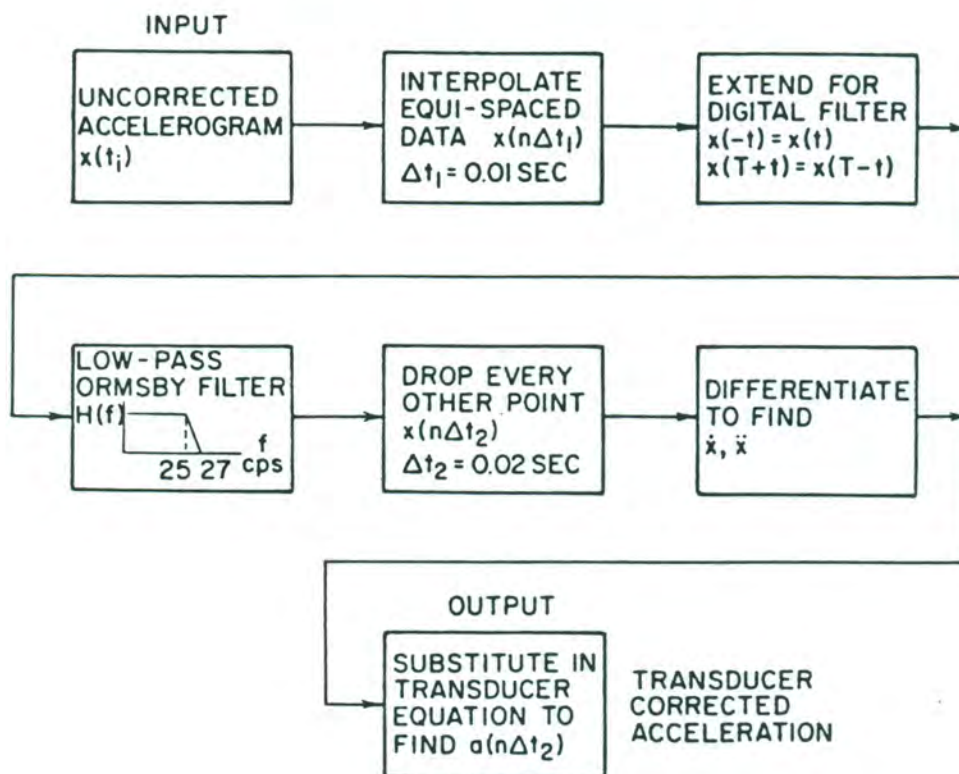 INPUT
UNCORRECTED
ACCELEROGRAM
x(tᵢ)
INTERPOLATE
EQUI-SPACED
DATA x(nΔt₁)
Δt₁ = 0.01 SEC
EXTEND FOR
DIGITAL FILTER
x(-t) = x(t)
x(T+t) = x(T-t)
LOW-PASS
ORMSBY FILTER
H(f)
f
25 27 cps
DROP EVERY
OTHER POINT
x(nΔt₂)
Δt₂ = 0.02 SEC
DIFFERENTIATE
TO FIND
ẋ, ẍ
OUTPUT
SUBSTITUTE IN
TRANSDUCER
EQUATION TO
FIND a(nΔt₂)
TRANSDUCER
CORRECTED
ACCELERATION